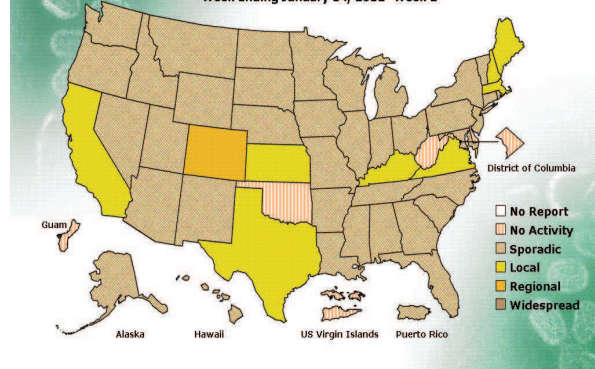 District of Columbia
Guam
No Report
No Activity
Sporadic
Local
Regional
Widespread
Alaska
Hawaii
US Virgin Islands
Puerto Rico